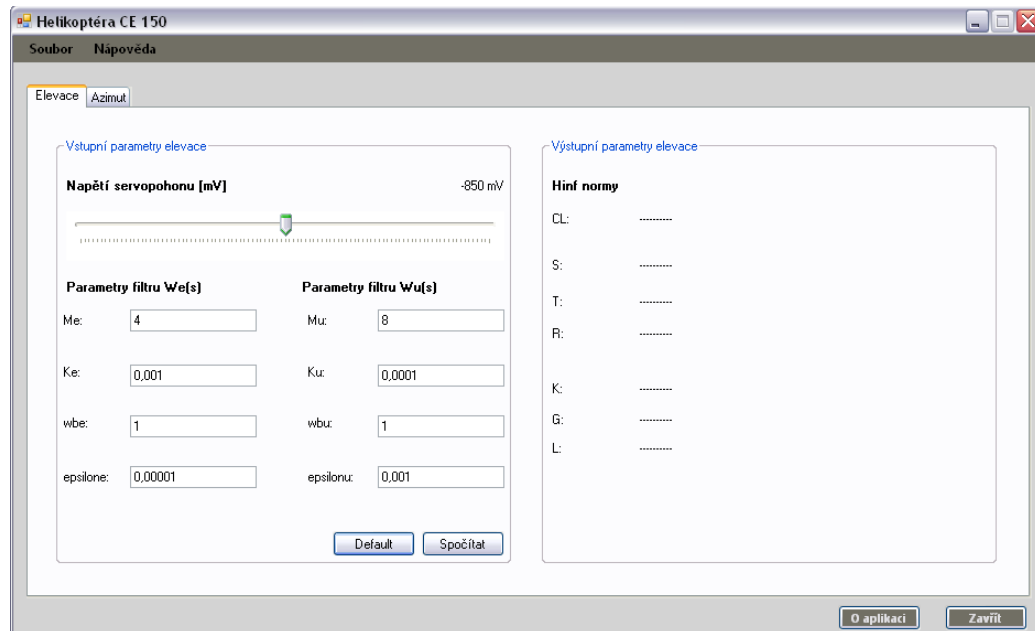 Helikoptéra CE 150
Soubor Nápověda
Elevace Azimut
Vstupní parametry elevace
Napětí servopohonu [mV] -850 mV
Parametry filtru We(s) Parametry filtru Wu(s)
Me: 4 Mu: 8
Ke: 0,001 Ku: 0,0001
wbe: 1 wbu: 1
epsilone: 0,00001 epsilonu: 0,001
Default Spočítat
Výstupní parametry elevace
Hinf normy
CL: ----------
S: ----------
T: ----------
R: ----------
K: ----------
G: ----------
L: ----------
O aplikaci Zavřít